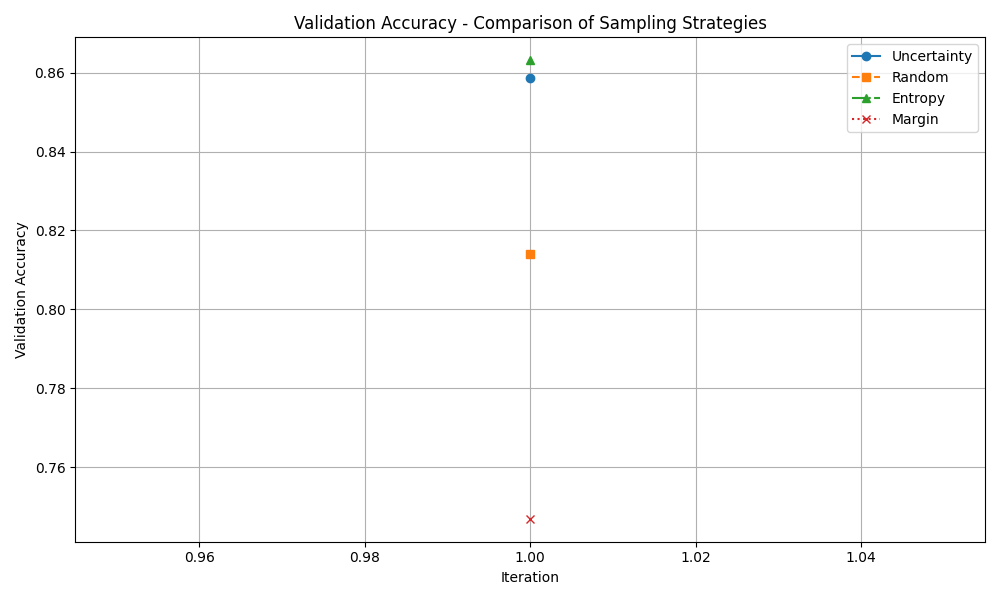 Validation Accuracy - Comparison of Sampling Strategies
Uncertainty
Random
Entropy
Margin
Validation Accuracy
0.86
0.84
0.82
0.80
0.78
0.76
0.96
0.98
1.00
1.02
1.04
Iteration